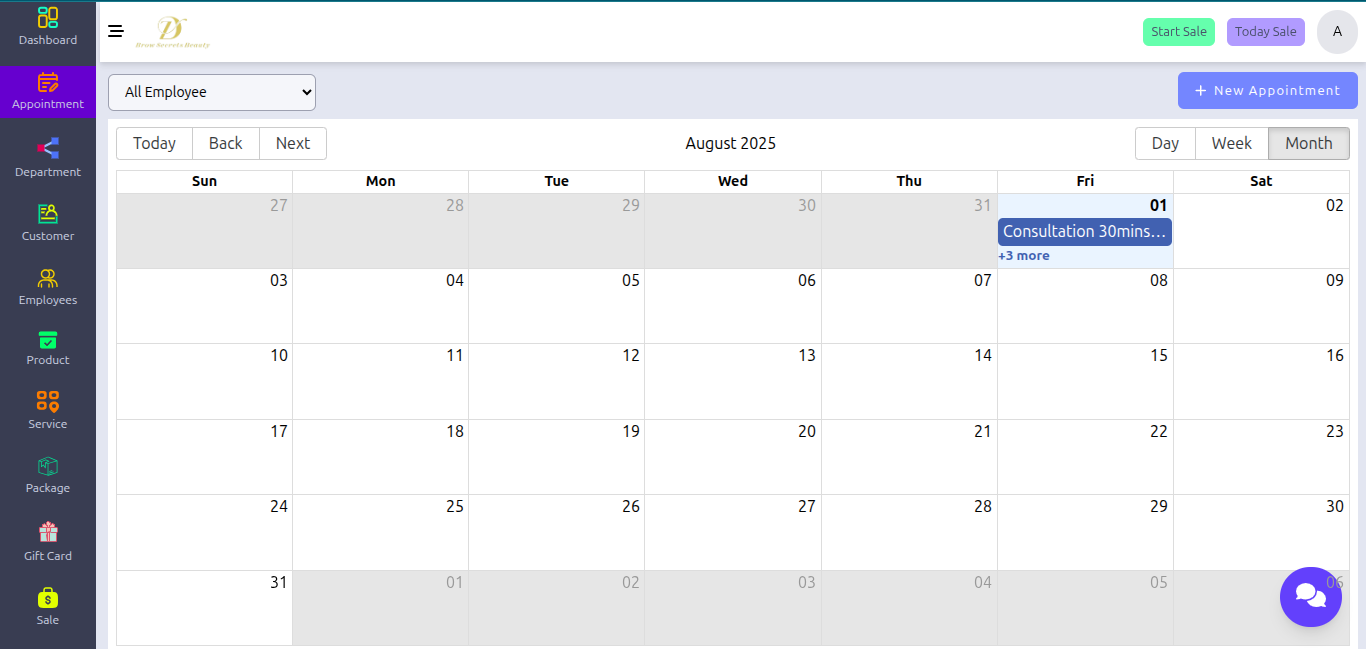 Dashboard
Appointment
Department
Customer
Employees
Product
Service
Package
Gift Card
Sale
Brow Secrets Beauty
Start Sale
Today Sale
A
All Employee
+ New Appointment
Today Back Next
August 2025
Day Week Month
Sun Mon Tue Wed Thu Fri Sat
27 28 29 30 31 01 02
Consultation 30mins...
+3 more
03 04 05 06 07 08 09
10 11 12 13 14 15 16
17 18 19 20 21 22 23
24 25 26 27 28 29 30
31 01 02 03 04 05 06